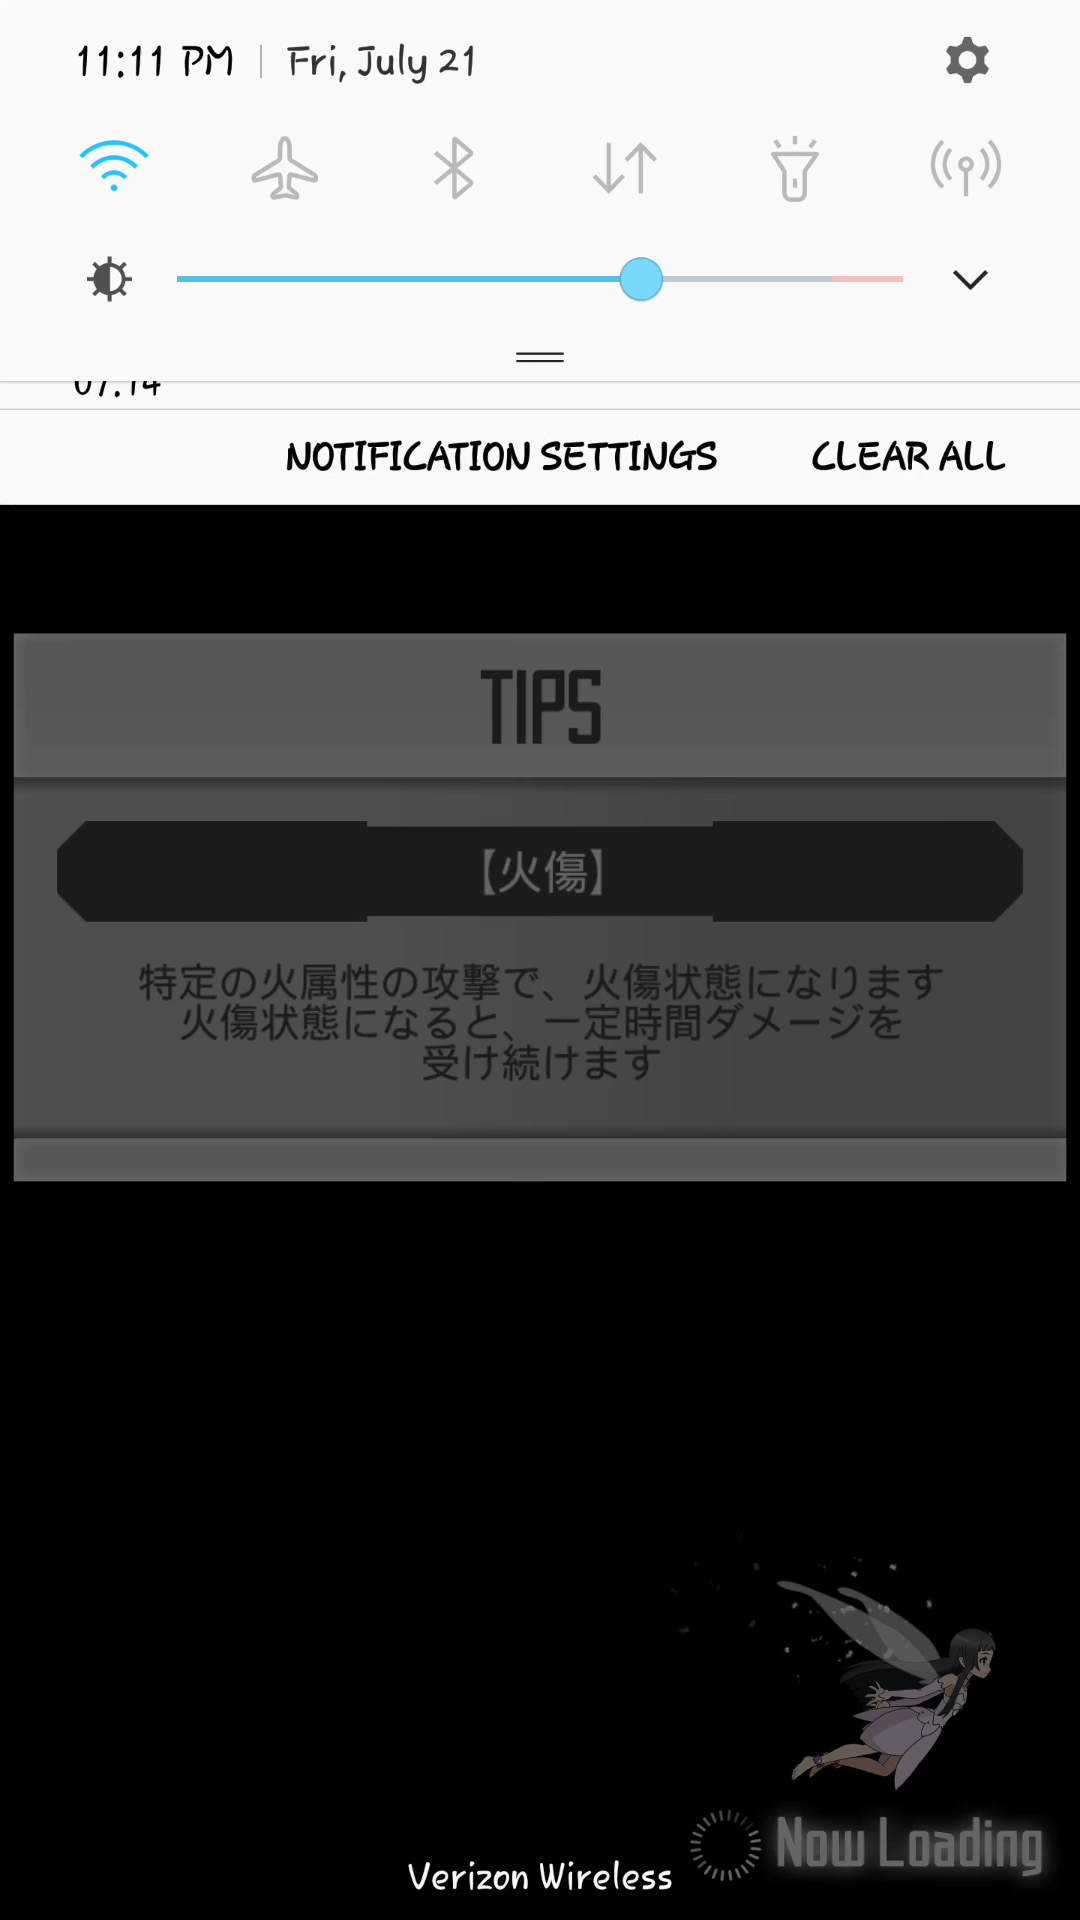 11:11 PM | Fri, July 21
07:14
NOTIFICATION SETTINGS CLEAR ALL
TIPS
【火傷】
特定の火属性の攻撃で、火傷状態になります
火傷状態になると、一定時間ダメージを
受け続けます
Now Loading
Verizon Wireless